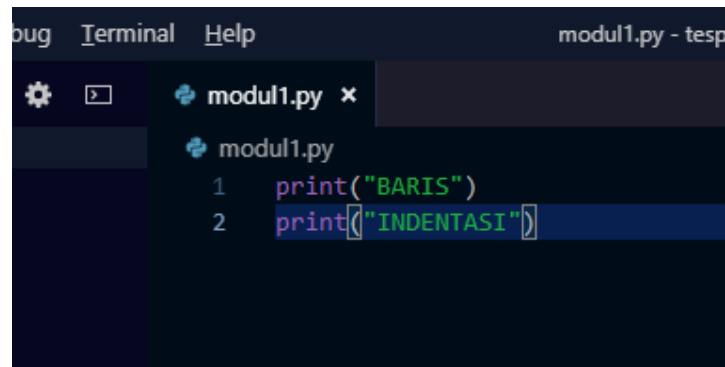 bug Terminal Help modul1.py - tesp
modul1.py ×
modul1.py
1 print("BARIS")
2 print("INDENTASI")